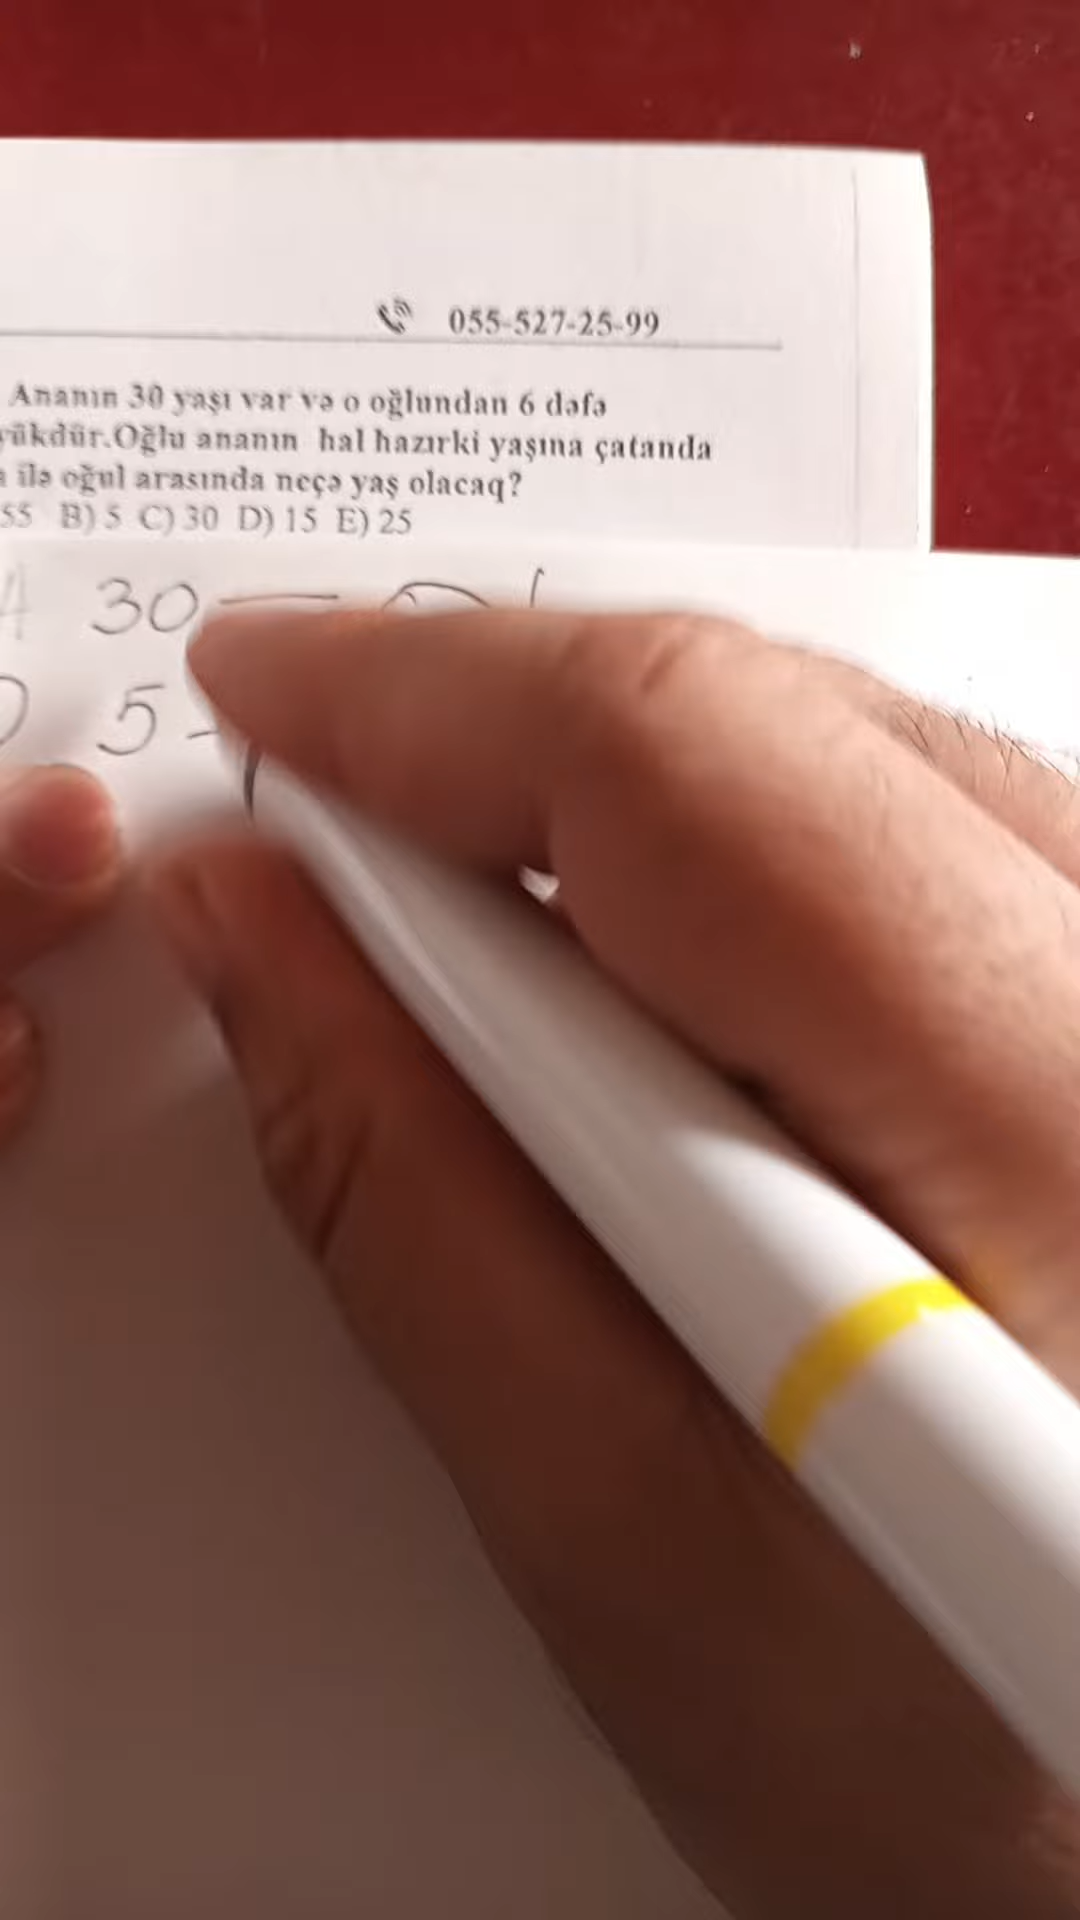 055-527-25-99
Ananın 30 yaşı var və o oğlundan 6 dəfə
yükdür.Oğlu ananın hal hazırki yaşına çatanda
ilə oğul arasında neçə yaş olacaq?
55 B) 5 C) 30 D) 15 E) 25
A 30
5